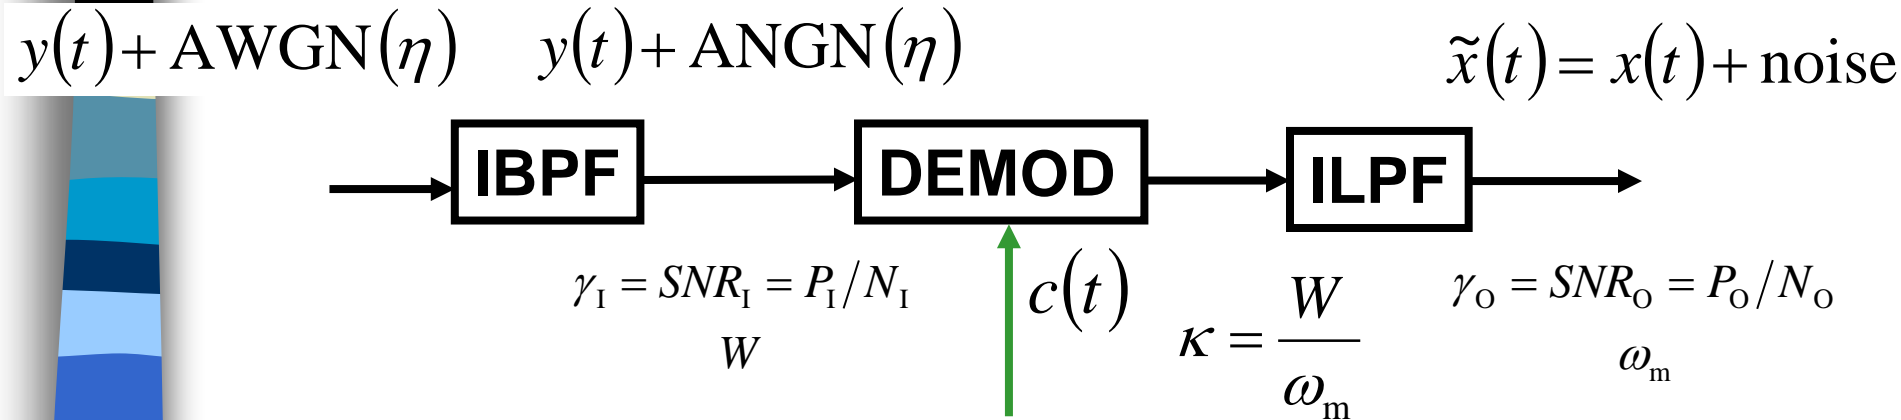 y(t) + AWGN(η) y(t) + ANGN(η) x̃(t) = x(t) + noise
IBPF DEMOD ILPF
γ_I = SNR_I = P_I/N_I c(t) κ = W/ω_m γ_O = SNR_O = P_O/N_O
W ω_m